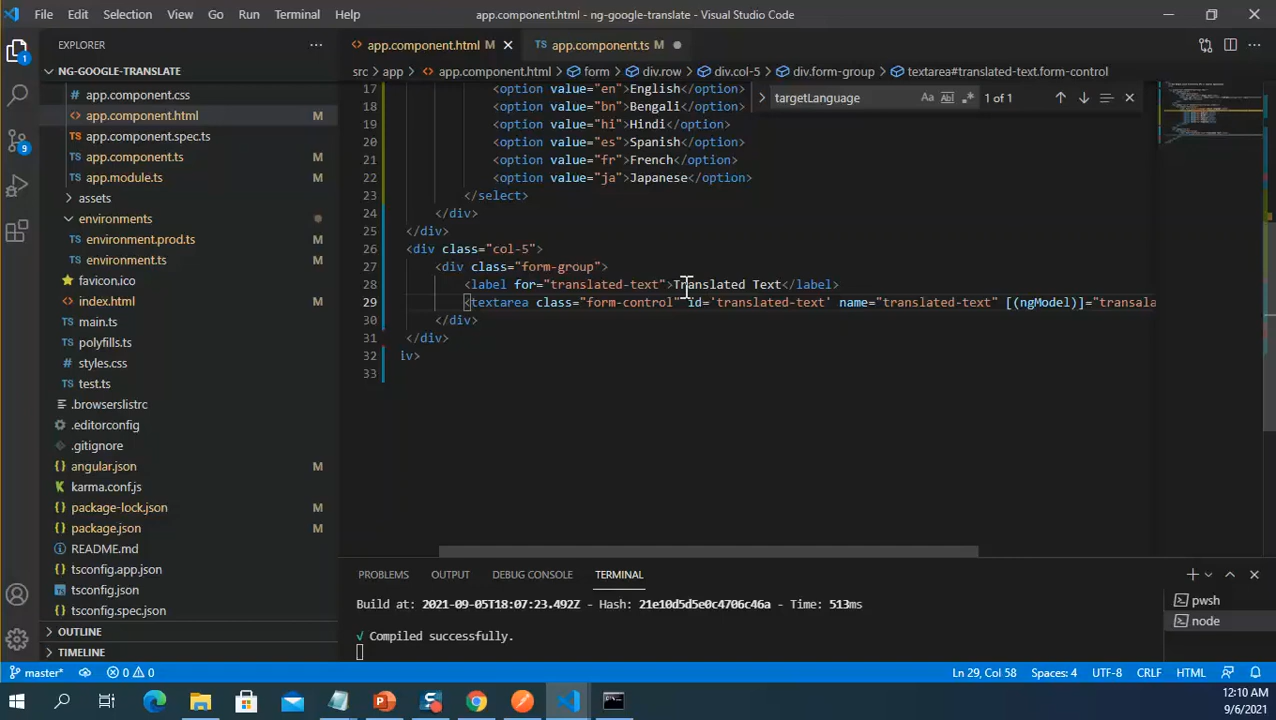 File Edit Selection View Go Run Terminal Help
app.component.html - ng-google-translate - Visual Studio Code
EXPLORER
app.component.html M
app.component.ts M
NG-GOOGLE-TRANSLATE
src > app > app.component.html > form > div.row > div.col-5 > div.form-group > textarea#translated-text.form-control
app.component.css
app.component.html M
app.component.spec.ts
app.component.ts M
app.module.ts M
assets
environments
environment.prod.ts M
environment.ts M
favicon.ico
index.html M
main.ts
polyfills.ts
styles.css
test.ts
.browserslistrc
.editorconfig
.gitignore
angular.json M
karma.conf.js
package-lock.json M
package.json M
README.md
tsconfig.app.json
tsconfig.json
tsconfig.spec.json
OUTLINE
TIMELINE
targetLanguage Aa Ab 1 of 1
17 <option value="en">English</option>
18 <option value="bn">Bengali</option>
19 <option value="hi">Hindi</option>
20 <option value="es">Spanish</option>
21 <option value="fr">French</option>
22 <option value="ja">Japanese</option>
23 </select>
24 </div>
25 </div>
26 <div class="col-5">
27 <div class="form-group">
28 <label for="translated-text">Translated Text</label>
29 <textarea class="form-control" id='translated-text' name="translated-text" [(ngModel)]="transala
30 </div>
31 </div>
32 iv>
33
PROBLEMS OUTPUT DEBUG CONSOLE TERMINAL
Build at: 2021-09-05T18:07:23.492Z - Hash: 21e10d5d5e0c4706c46a - Time: 513ms
√ Compiled successfully.
pwsh
node
1
9
master* 0 0
Ln 29, Col 58 Spaces: 4 UTF-8 CRLF HTML
12:10 AM
9/6/2021